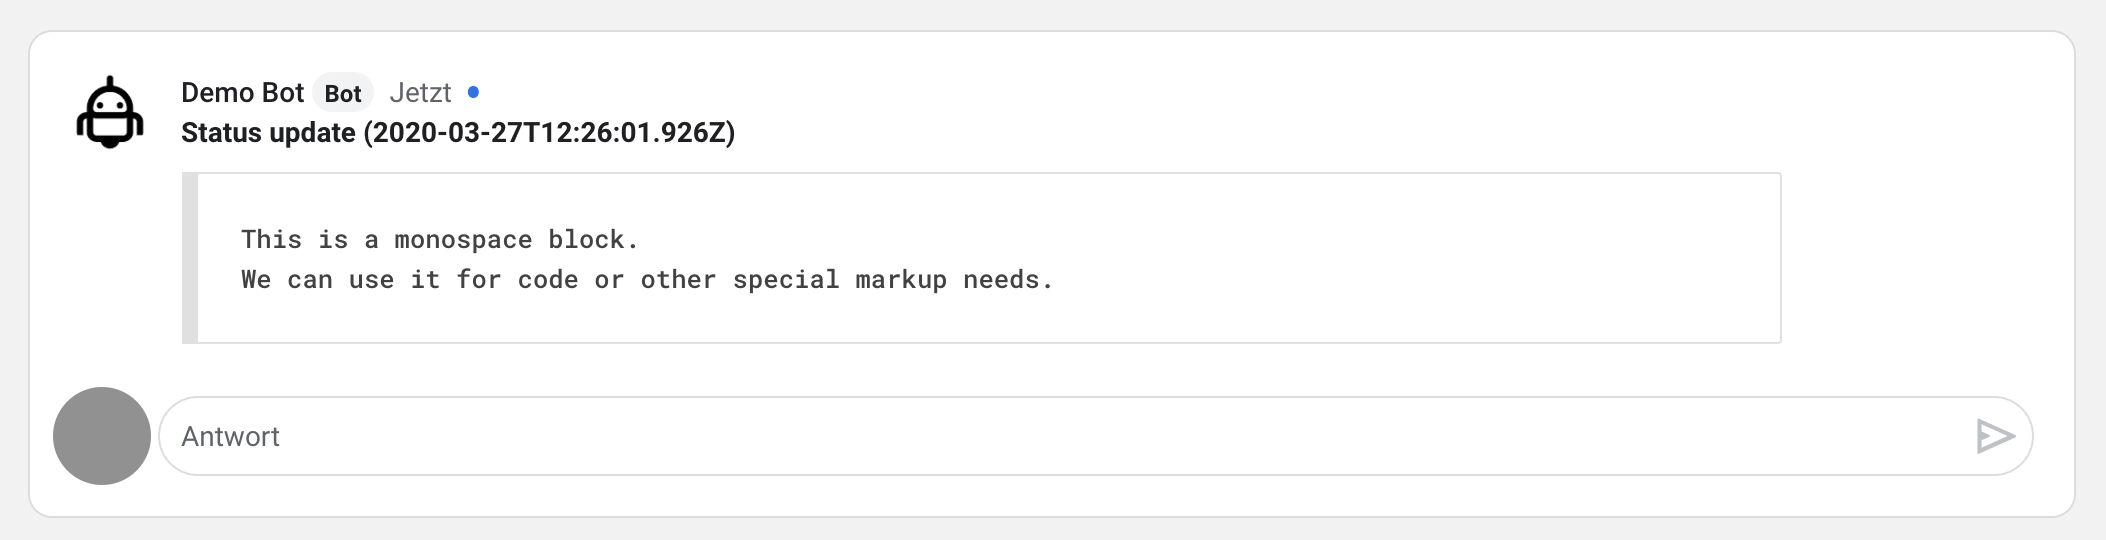 Demo Bot Bot Jetzt
Status update (2020-03-27T12:26:01.926Z)
This is a monospace block.
We can use it for code or other special markup needs.
Antwort